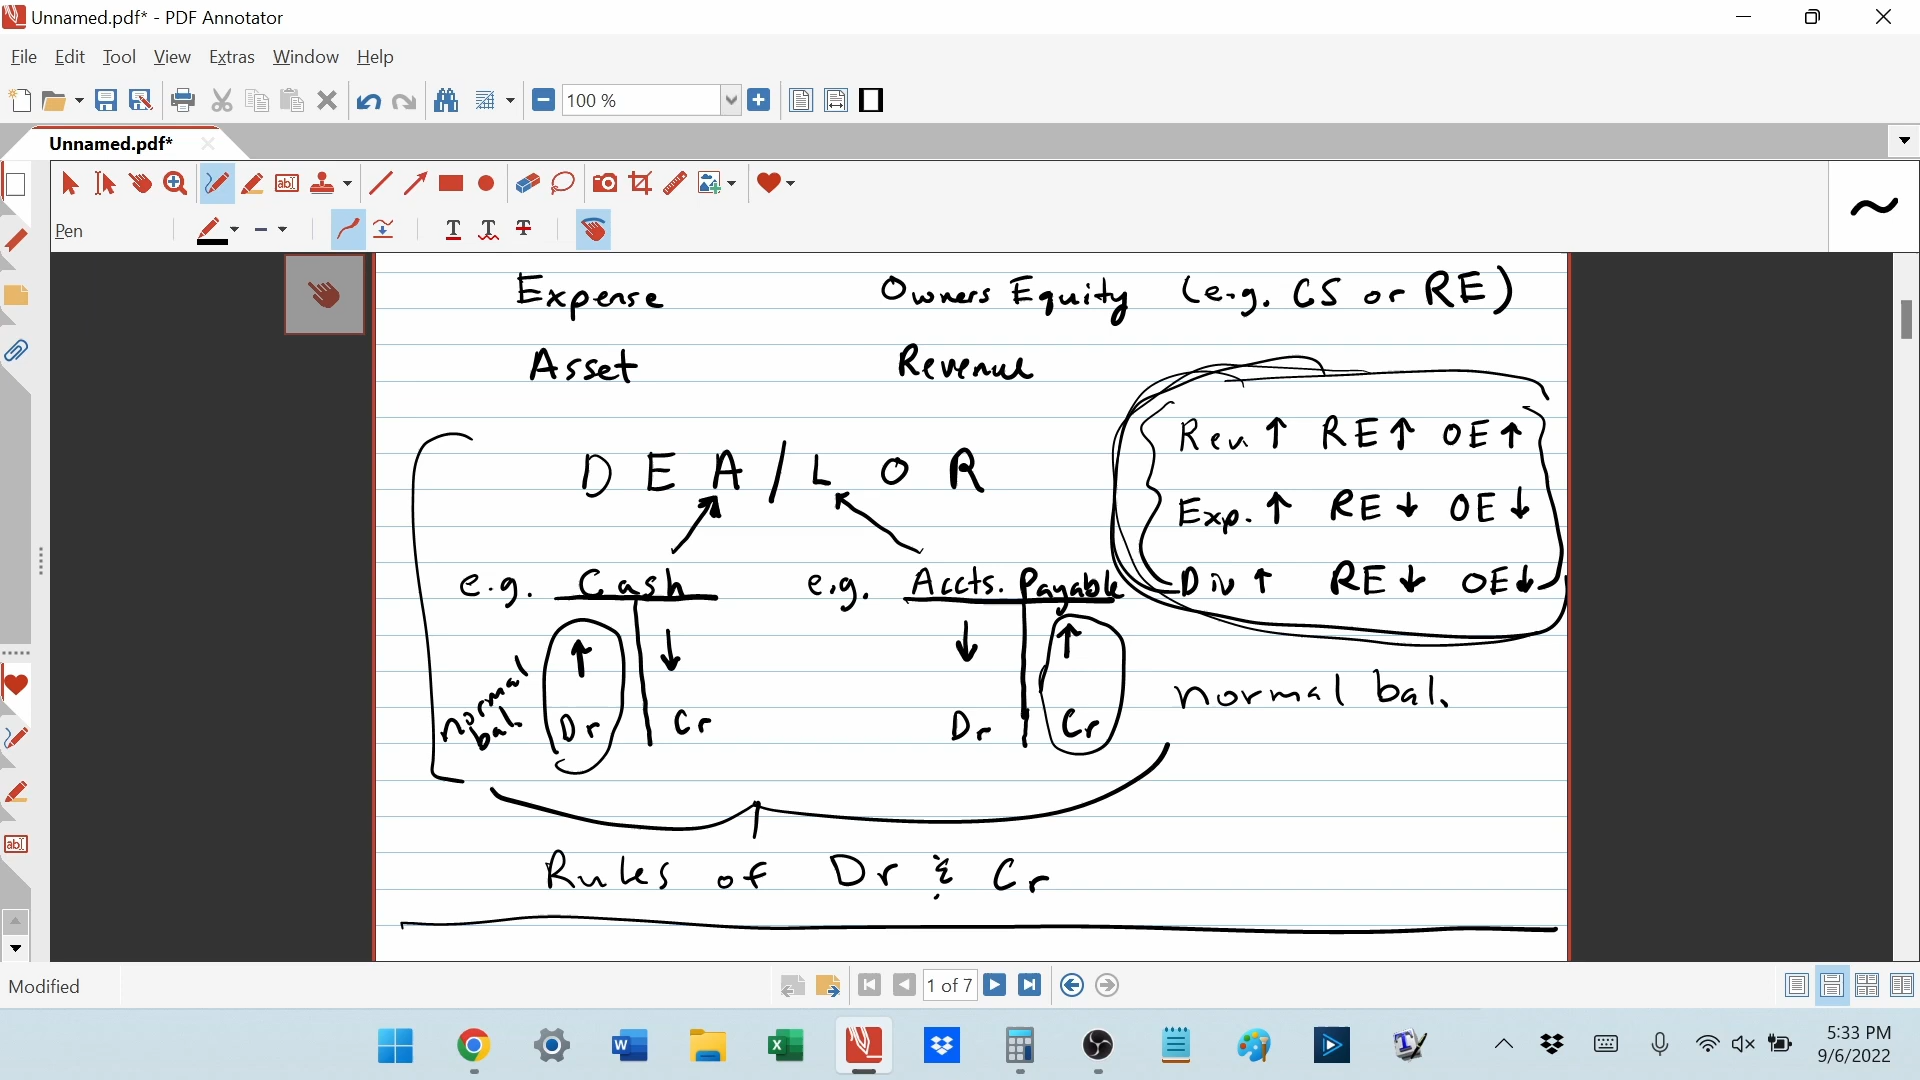 Unnamed.pdf* - PDF Annotator
File Edit Tool View Extras Window Help
100 %
Unnamed.pdf*
Pen
Expense Owners Equity (e.g. CS or RE)
Asset Revenue
Rev ↑ RE ↑ OE ↑
D E A / L O R
Exp. ↑ RE ↓ OE ↓
e.g. Cash e.g. Accts. Payable Div ↑ RE ↓ OE ↓
↑ ↓ ↓ ↑
normal bal. Dr Cr Dr Cr normal bal.
Rules of Dr & Cr
Modified
1 of 7
5:33 PM
9/6/2022